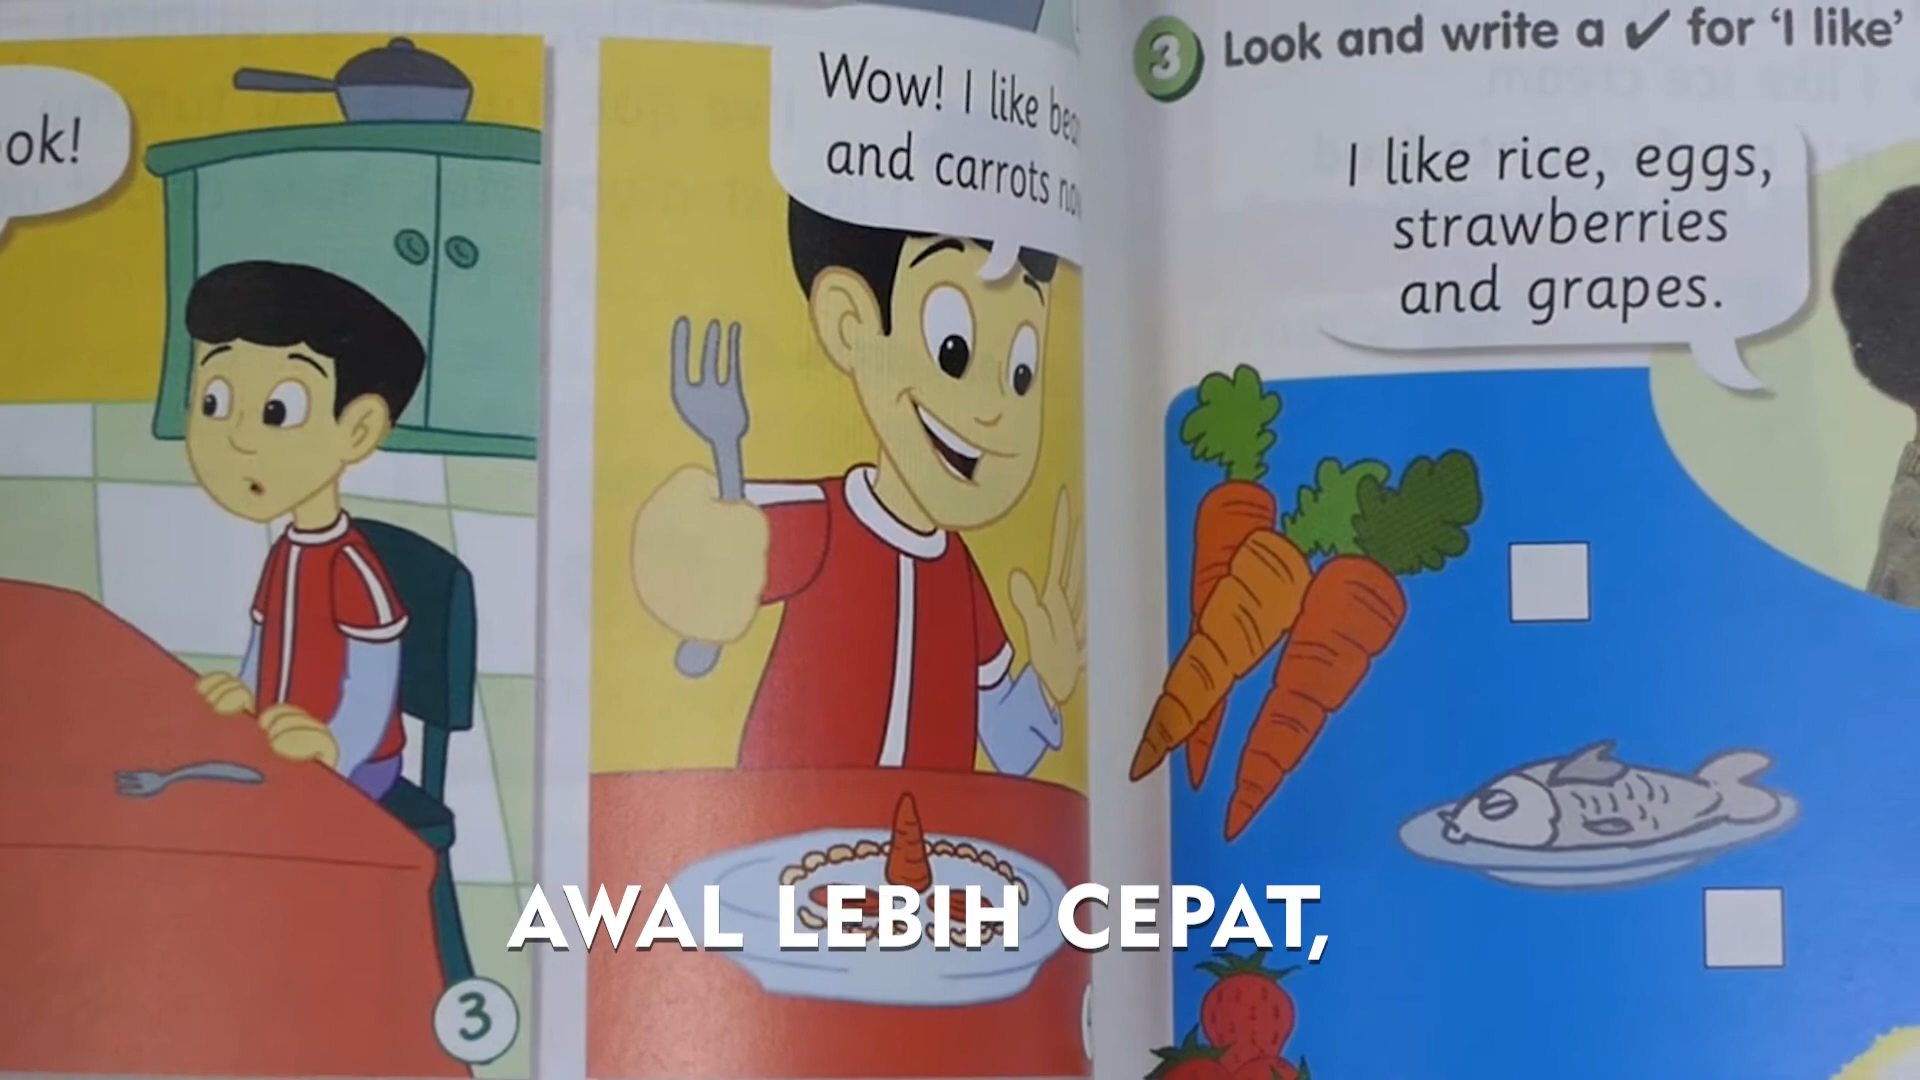 ok!
Wow! I like
and carrots
3
3 Look and write a ✓ for ‘I like’
I like rice, eggs,
strawberries
and grapes.
AWAL LEBIH CEPAT,